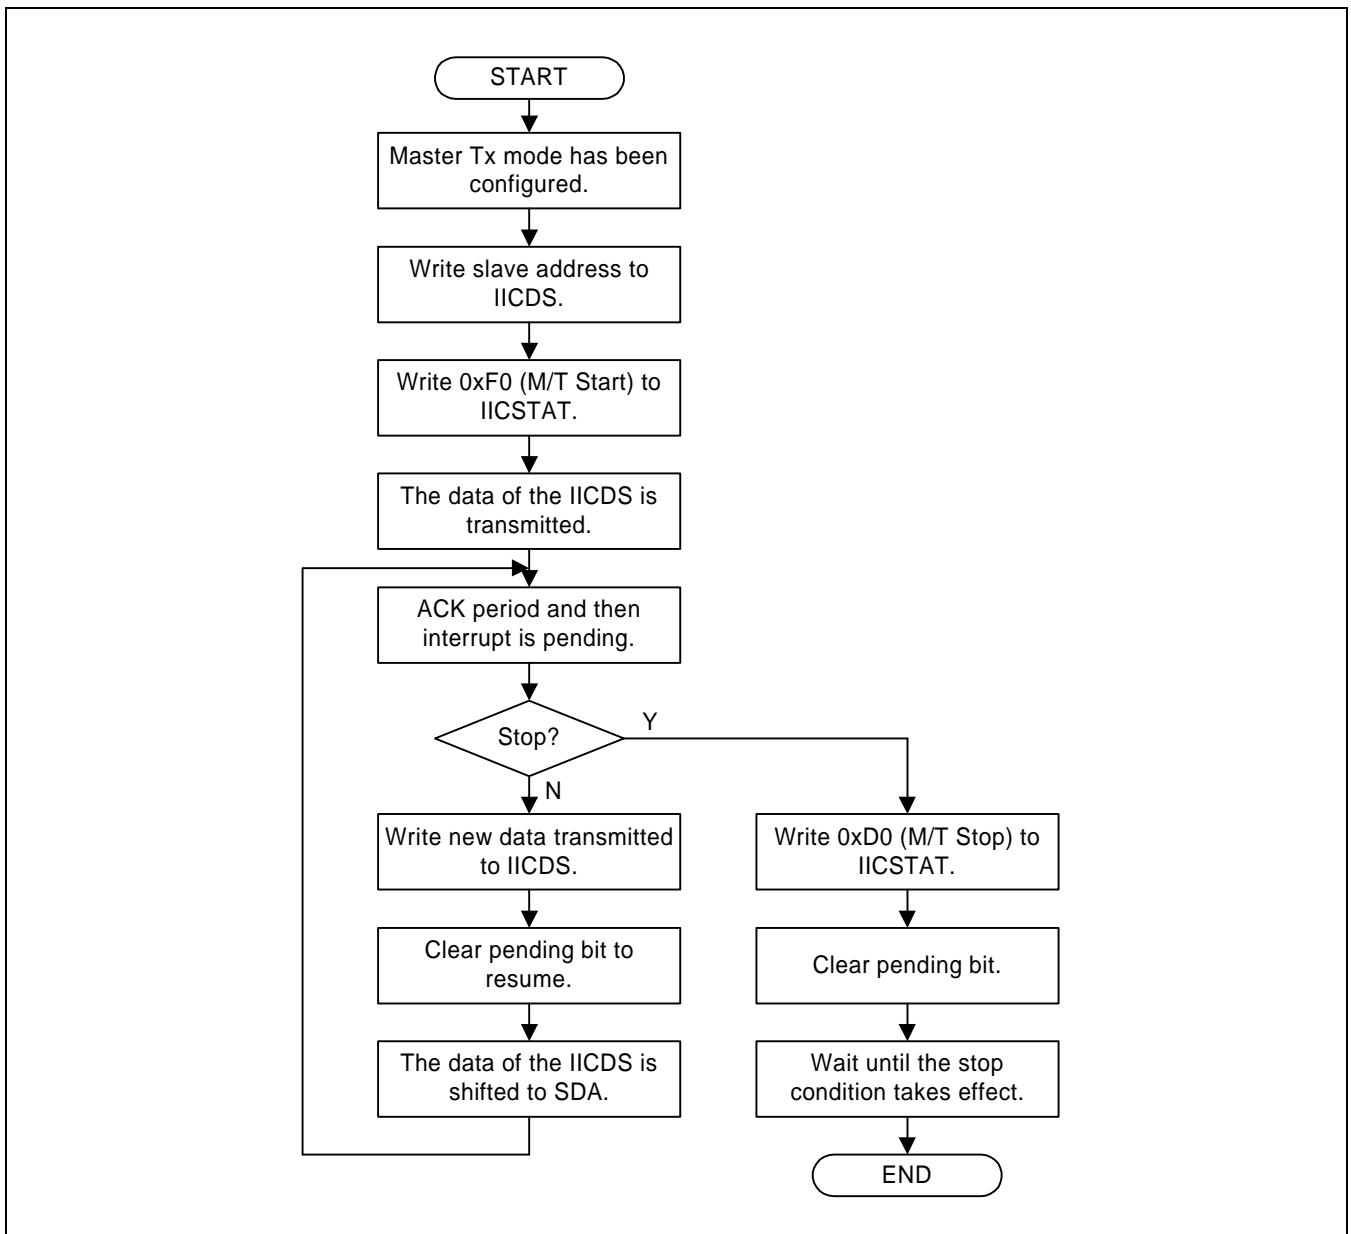 START
Master Tx mode has been
configured.
Write slave address to
IICDS.
Write 0xF0 (M/T Start) to
IICSTAT.
The data of the IICDS is
transmitted.
ACK period and then
interrupt is pending.
Stop?
Y
N
Write new data transmitted
to IICDS.
Clear pending bit to
resume.
The data of the IICDS is
shifted to SDA.
Write 0xD0 (M/T Stop) to
IICSTAT.
Clear pending bit.
Wait until the stop
condition takes effect.
END